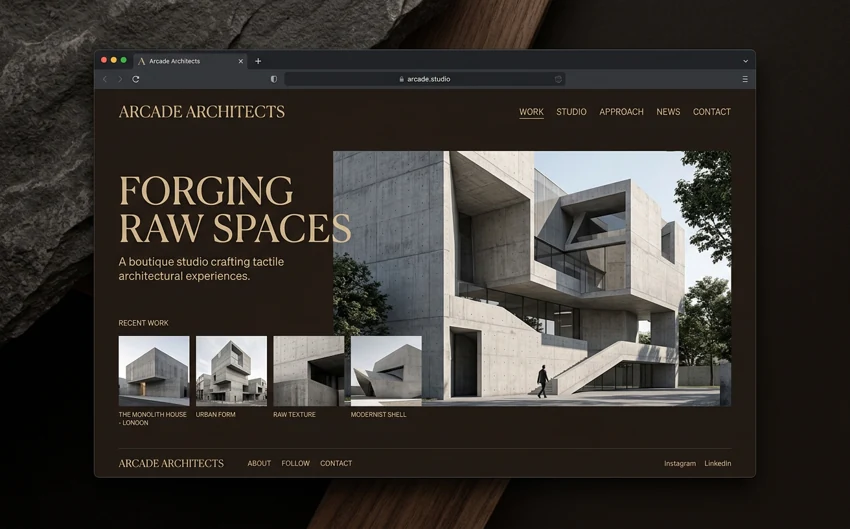 Arcade Architects
arcade.studio
ARCADE ARCHITECTS
WORK STUDIO APPROACH NEWS CONTACT
FORGING
RAW SPACES
A boutique studio crafting tactile
architectural experiences.
RECENT WORK
THE MONOLITH HOUSE
- LONOON
URBAN FORM
RAW TEXTURE
MODERNIST SHELL
ARCADE ARCHITECTS ABOUT FOLLOW CONTACT
Instagram Linkedin